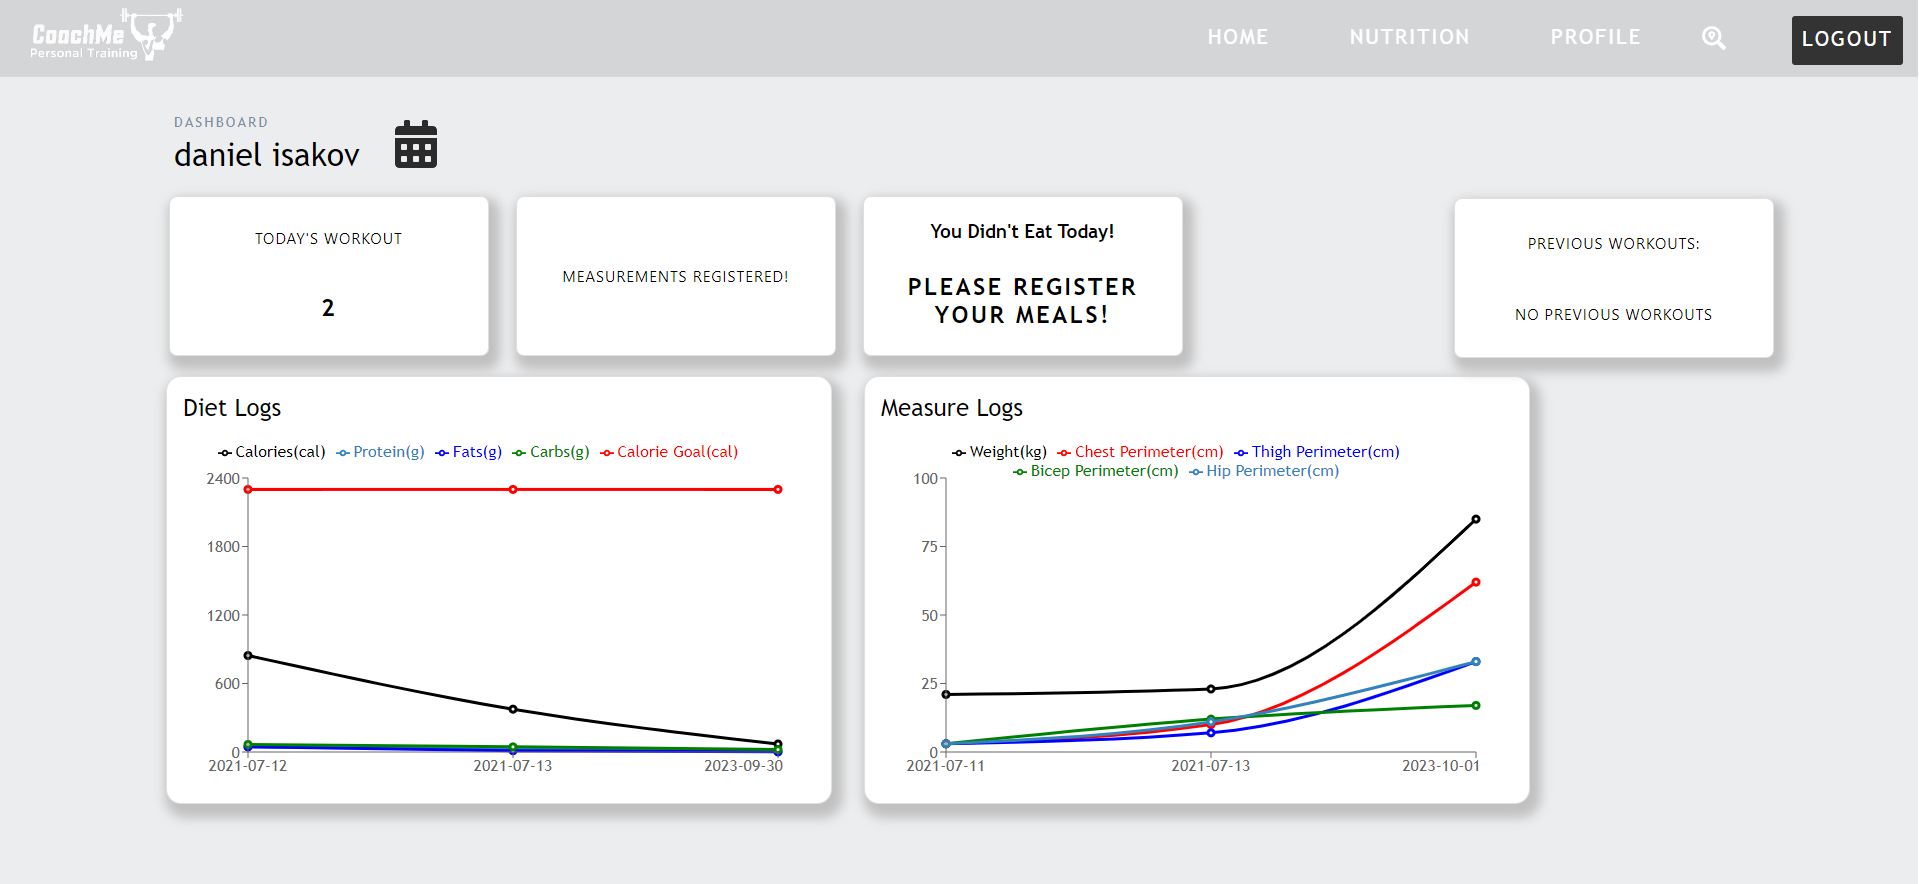 CoachMe
Personal Training
HOME
NUTRITION
PROFILE
LOGOUT
DASHBOARD
daniel isakov
TODAY'S WORKOUT
2
MEASUREMENTS REGISTERED!
You Didn't Eat Today!
PLEASE REGISTER
YOUR MEALS!
PREVIOUS WORKOUTS:
NO PREVIOUS WORKOUTS
Diet Logs
Calories(cal) Protein(g) Fats(g) Carbs(g) Calorie Goal(cal)
2400
1800
1200
600
0
2021-07-12 2021-07-13 2023-09-30
Measure Logs
Weight(kg) Chest Perimeter(cm) Thigh Perimeter(cm)
Bicep Perimeter(cm) Hip Perimeter(cm)
100
75
50
25
0
2021-07-11 2021-07-13 2023-10-01